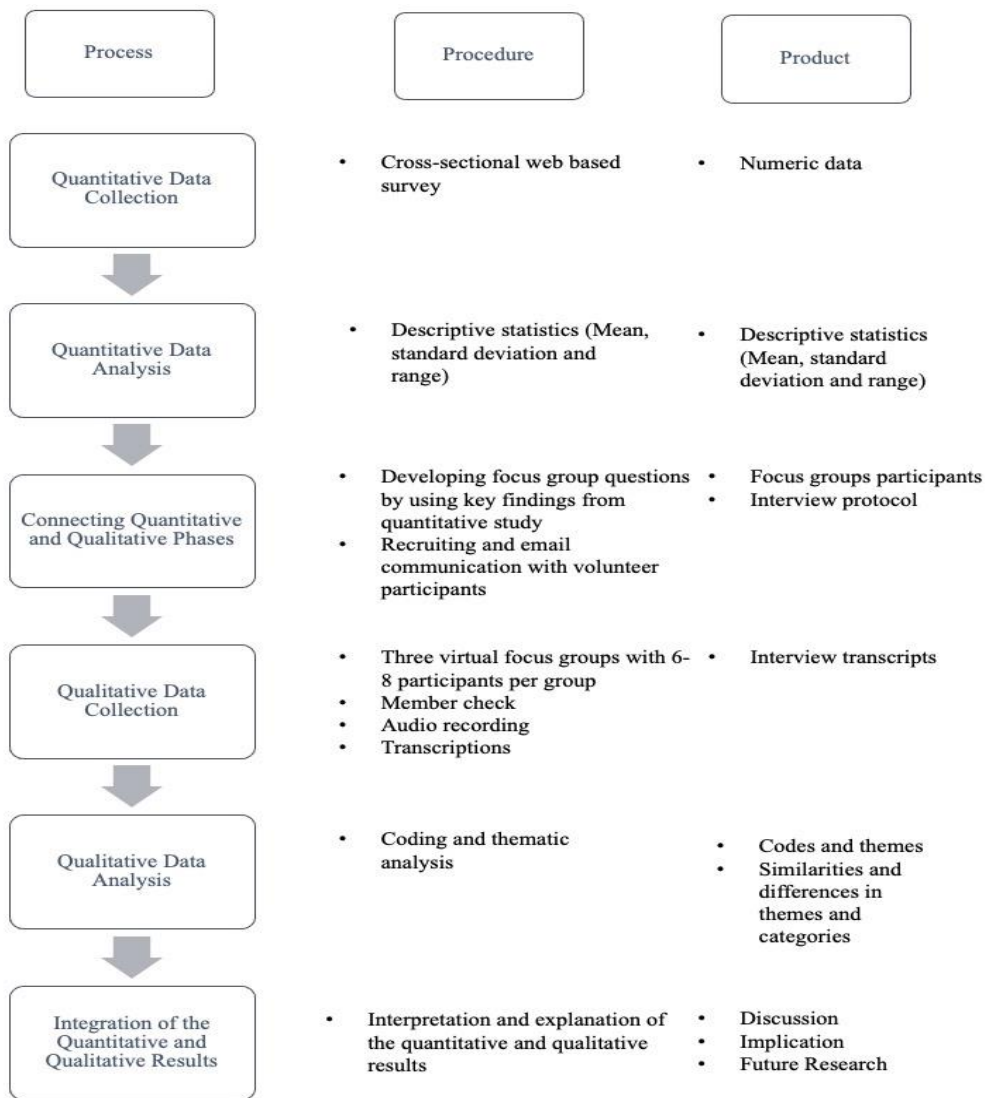 Process
Procedure
Product
Quantitative Data
Collection
• Cross-sectional web based
survey
• Numeric data
Quantitative Data
Analysis
• Descriptive statistics (Mean,
standard deviation and
range)
• Descriptive statistics
(Mean, standard
deviation and range)
Connecting Quantitative
and Qualitative Phases
• Developing focus group questions
by using key findings from
quantitative study
• Recruiting and email
communication with volunteer
participants
• Focus groups participants
• Interview protocol
Qualitative Data
Collection
• Three virtual focus groups with 6-
8 participants per group
• Member check
• Audio recording
• Transcriptions
• Interview transcripts
Qualitative Data
Analysis
• Coding and thematic
analysis
• Codes and themes
• Similarities and
differences in
themes and
categories
Integration of the
Quantitative and
Qualitative Results
• Interpretation and explanation of
the quantitative and qualitative
results
• Discussion
• Implication
• Future Research